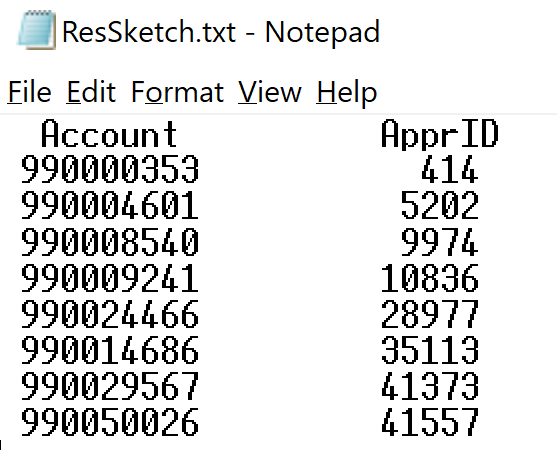 ResSketch.txt - Notepad
File Edit Format View Help
Account ApprID
990000353 414
990004601 5202
990008540 9974
990009241 10836
990024466 28977
990014686 35113
990029567 41373
990050026 41557